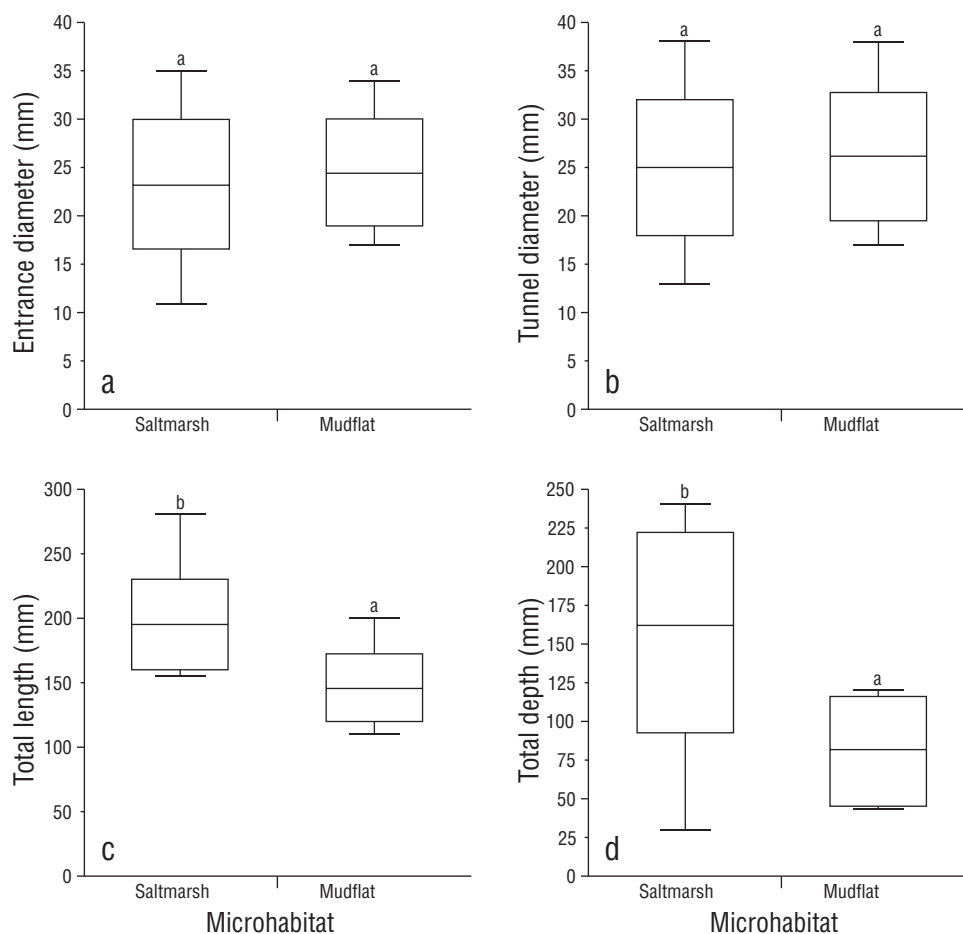 Entrance diameter (mm)
40
35
30
25
20
15
10
5
0
a
a
a
Saltmarsh
Mudflat
Tunnel diameter (mm)
40
35
30
25
20
15
10
5
0
a
a
b
Saltmarsh
Mudflat
Total length (mm)
300
250
200
150
100
50
0
b
a
c
Saltmarsh
Mudflat
Microhabitat
Total depth (mm)
250
225
200
175
150
125
100
75
50
25
0
b
a
d
Saltmarsh
Mudflat
Microhabitat